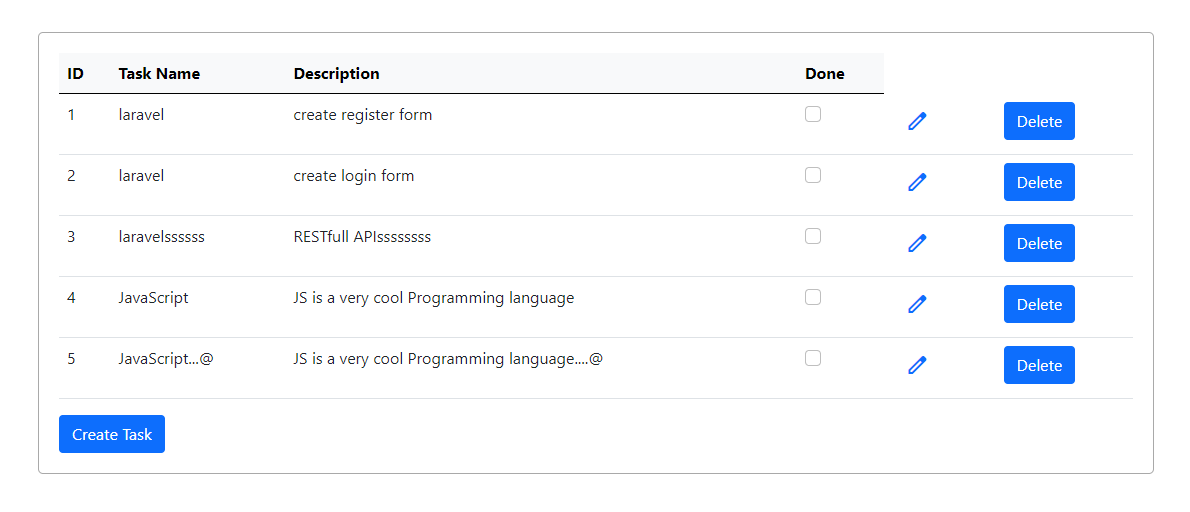 ID Task Name Description Done
1 laravel create register form Delete
2 laravel create login form Delete
3 laravelssssss RESTfull APIssssssss Delete
4 JavaScript JS is a very cool Programming language Delete
5 JavaScript...@ JS is a very cool Programming language....@ Delete
Create Task